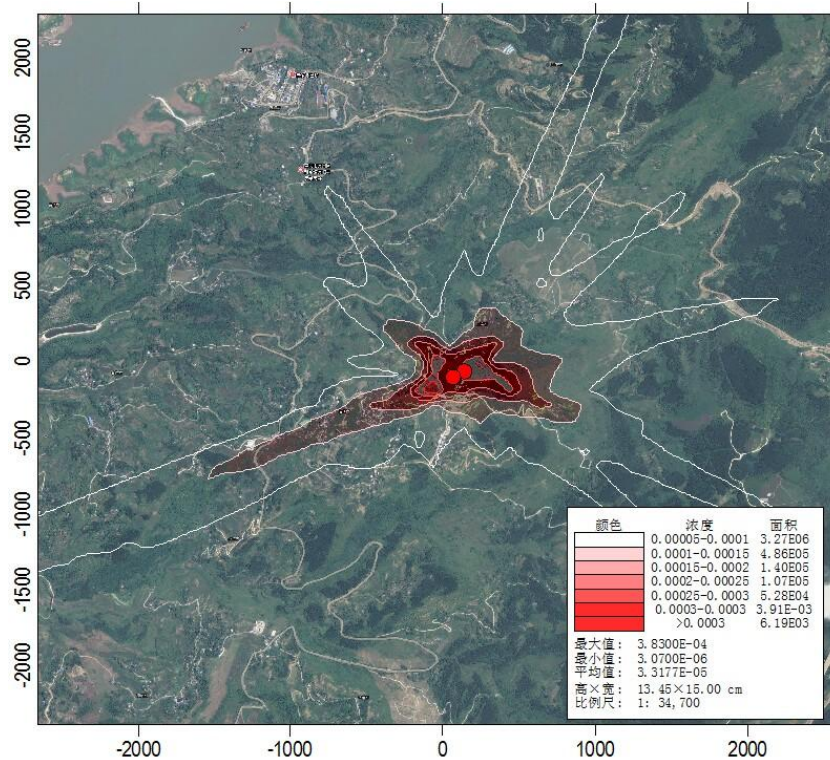 2000
1500
1000
500
0
-500
-1000
-1500
-2000
-2000 -1000 0 1000 2000
颜色 浓度 面积
0.00005-0.0001 3.27E06
0.0001-0.00015 4.86E05
0.00015-0.0002 1.40E05
0.0002-0.00025 1.07E05
0.00025-0.0003 5.28E04
0.0003-0.0003 3.91E-03
>0.0003 6.19E03
最大值: 3.8300E-04
最小值: 3.0700E-06
平均值: 3.3177E-05
高×宽: 13.45×15.00 cm
比例尺: 1: 34,700